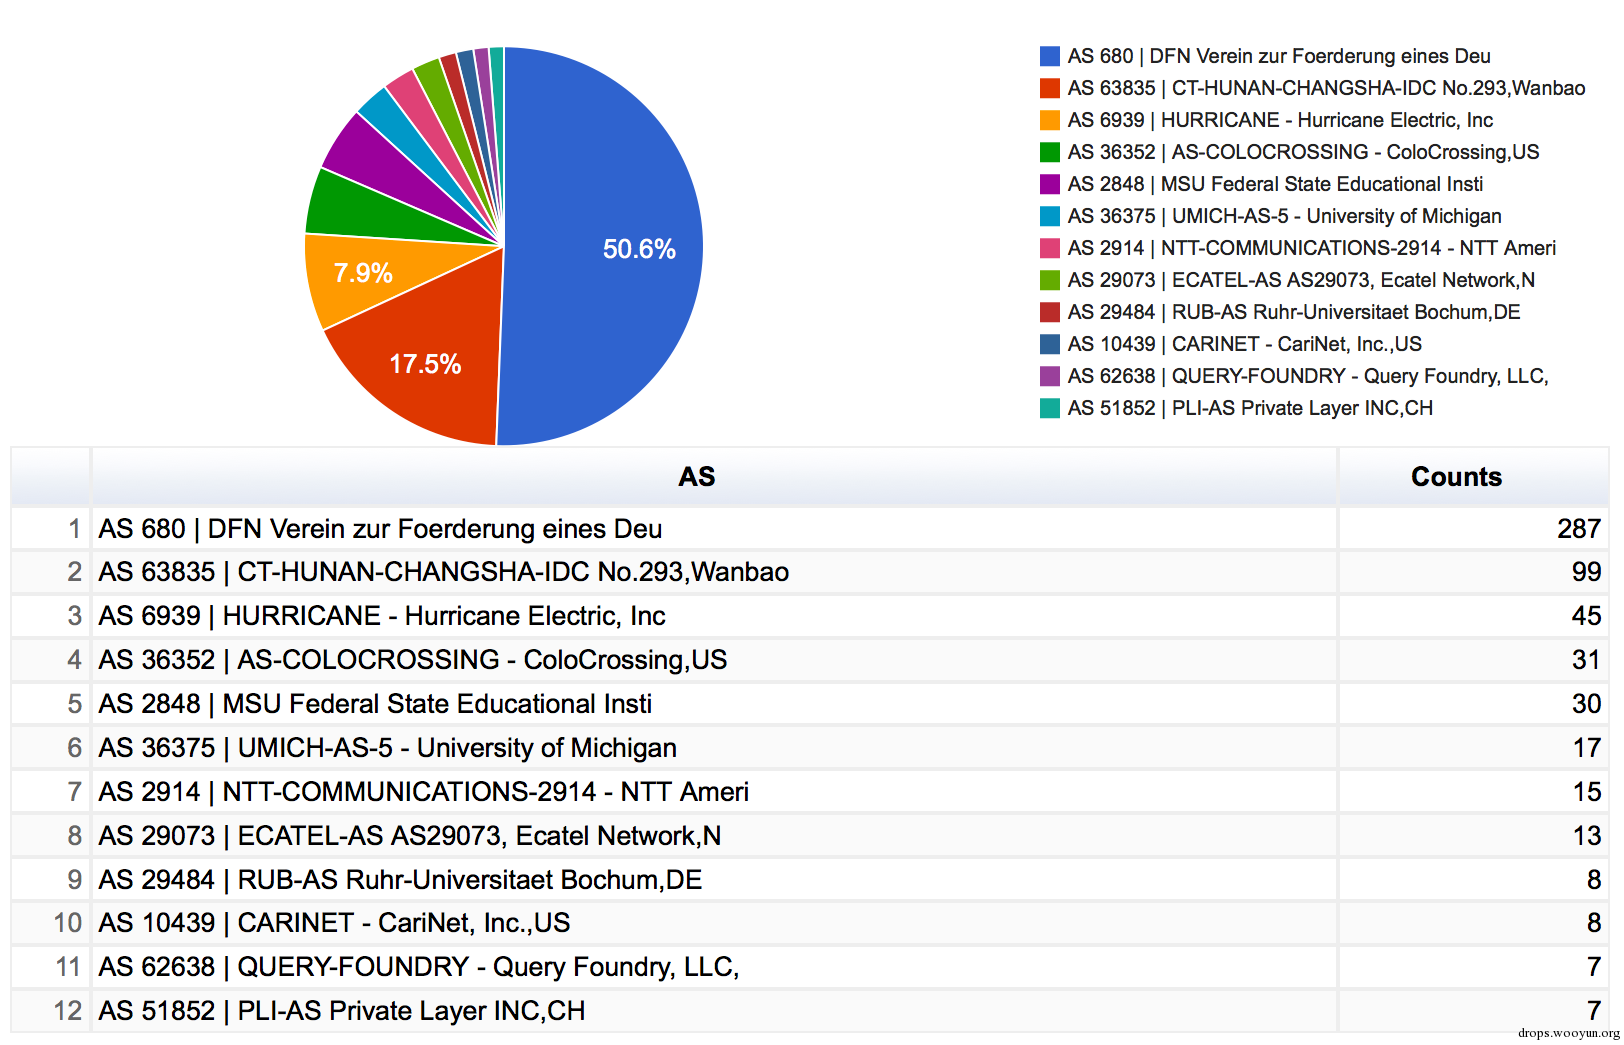 50.6%
17.5%
7.9%
AS 680 | DFN Verein zur Foerderung eines Deu
AS 63835 | CT-HUNAN-CHANGSHA-IDC No.293,Wanbao
AS 6939 | HURRICANE - Hurricane Electric, Inc
AS 36352 | AS-COLOCROSSING - ColoCrossing,US
AS 2848 | MSU Federal State Educational Insti
AS 36375 | UMICH-AS-5 - University of Michigan
AS 2914 | NTT-COMMUNICATIONS-2914 - NTT Ameri
AS 29073 | ECATEL-AS AS29073, Ecatel Network,N
AS 29484 | RUB-AS Ruhr-Universitaet Bochum,DE
AS 10439 | CARINET - CariNet, Inc.,US
AS 62638 | QUERY-FOUNDRY - Query Foundry, LLC,
AS 51852 | PLI-AS Private Layer INC,CH
AS Counts
1 AS 680 | DFN Verein zur Foerderung eines Deu 287
2 AS 63835 | CT-HUNAN-CHANGSHA-IDC No.293,Wanbao 99
3 AS 6939 | HURRICANE - Hurricane Electric, Inc 45
4 AS 36352 | AS-COLOCROSSING - ColoCrossing,US 31
5 AS 2848 | MSU Federal State Educational Insti 30
6 AS 36375 | UMICH-AS-5 - University of Michigan 17
7 AS 2914 | NTT-COMMUNICATIONS-2914 - NTT Ameri 15
8 AS 29073 | ECATEL-AS AS29073, Ecatel Network,N 13
9 AS 29484 | RUB-AS Ruhr-Universitaet Bochum,DE 8
10 AS 10439 | CARINET - CariNet, Inc.,US 8
11 AS 62638 | QUERY-FOUNDRY - Query Foundry, LLC, 7
12 AS 51852 | PLI-AS Private Layer INC,CH 7
drops.wooyun.org